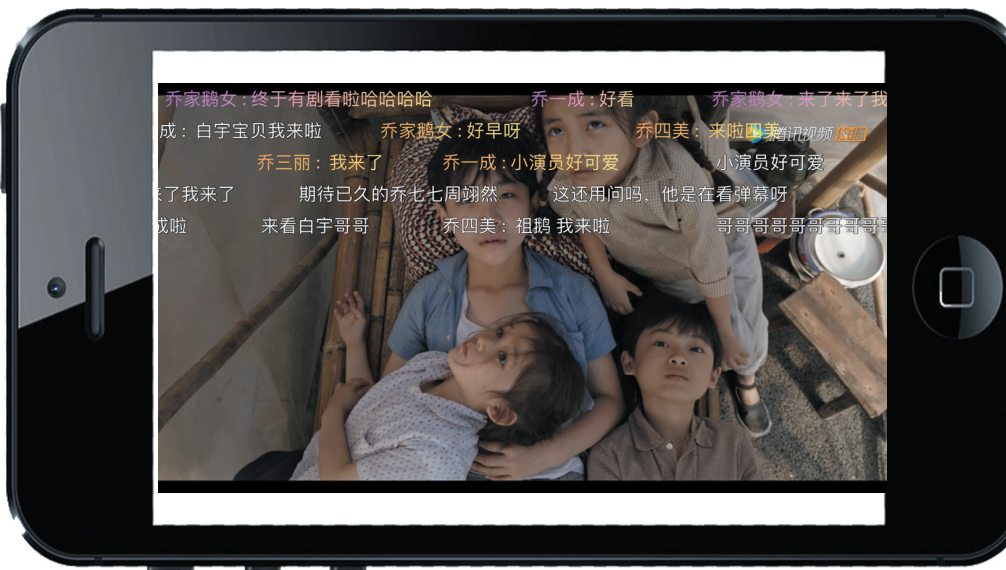 乔家鹅女：终于有剧看啦哈哈哈哈 乔一成：好看 乔家鹅女：来了来了我
成：白宇宝贝我来啦 乔家鹅女：好早呀 乔四美：来啦四美
腾讯视频
乔三丽：我来了 乔一成：小演员好可爱 小演员好可爱
了我来了 期待已久的乔七七周翊然 这还用问吗，他是在看弹幕呀
成啦 来看白宇哥哥 乔四美：祖鹅 我来啦 哥哥哥哥哥哥哥哥哥